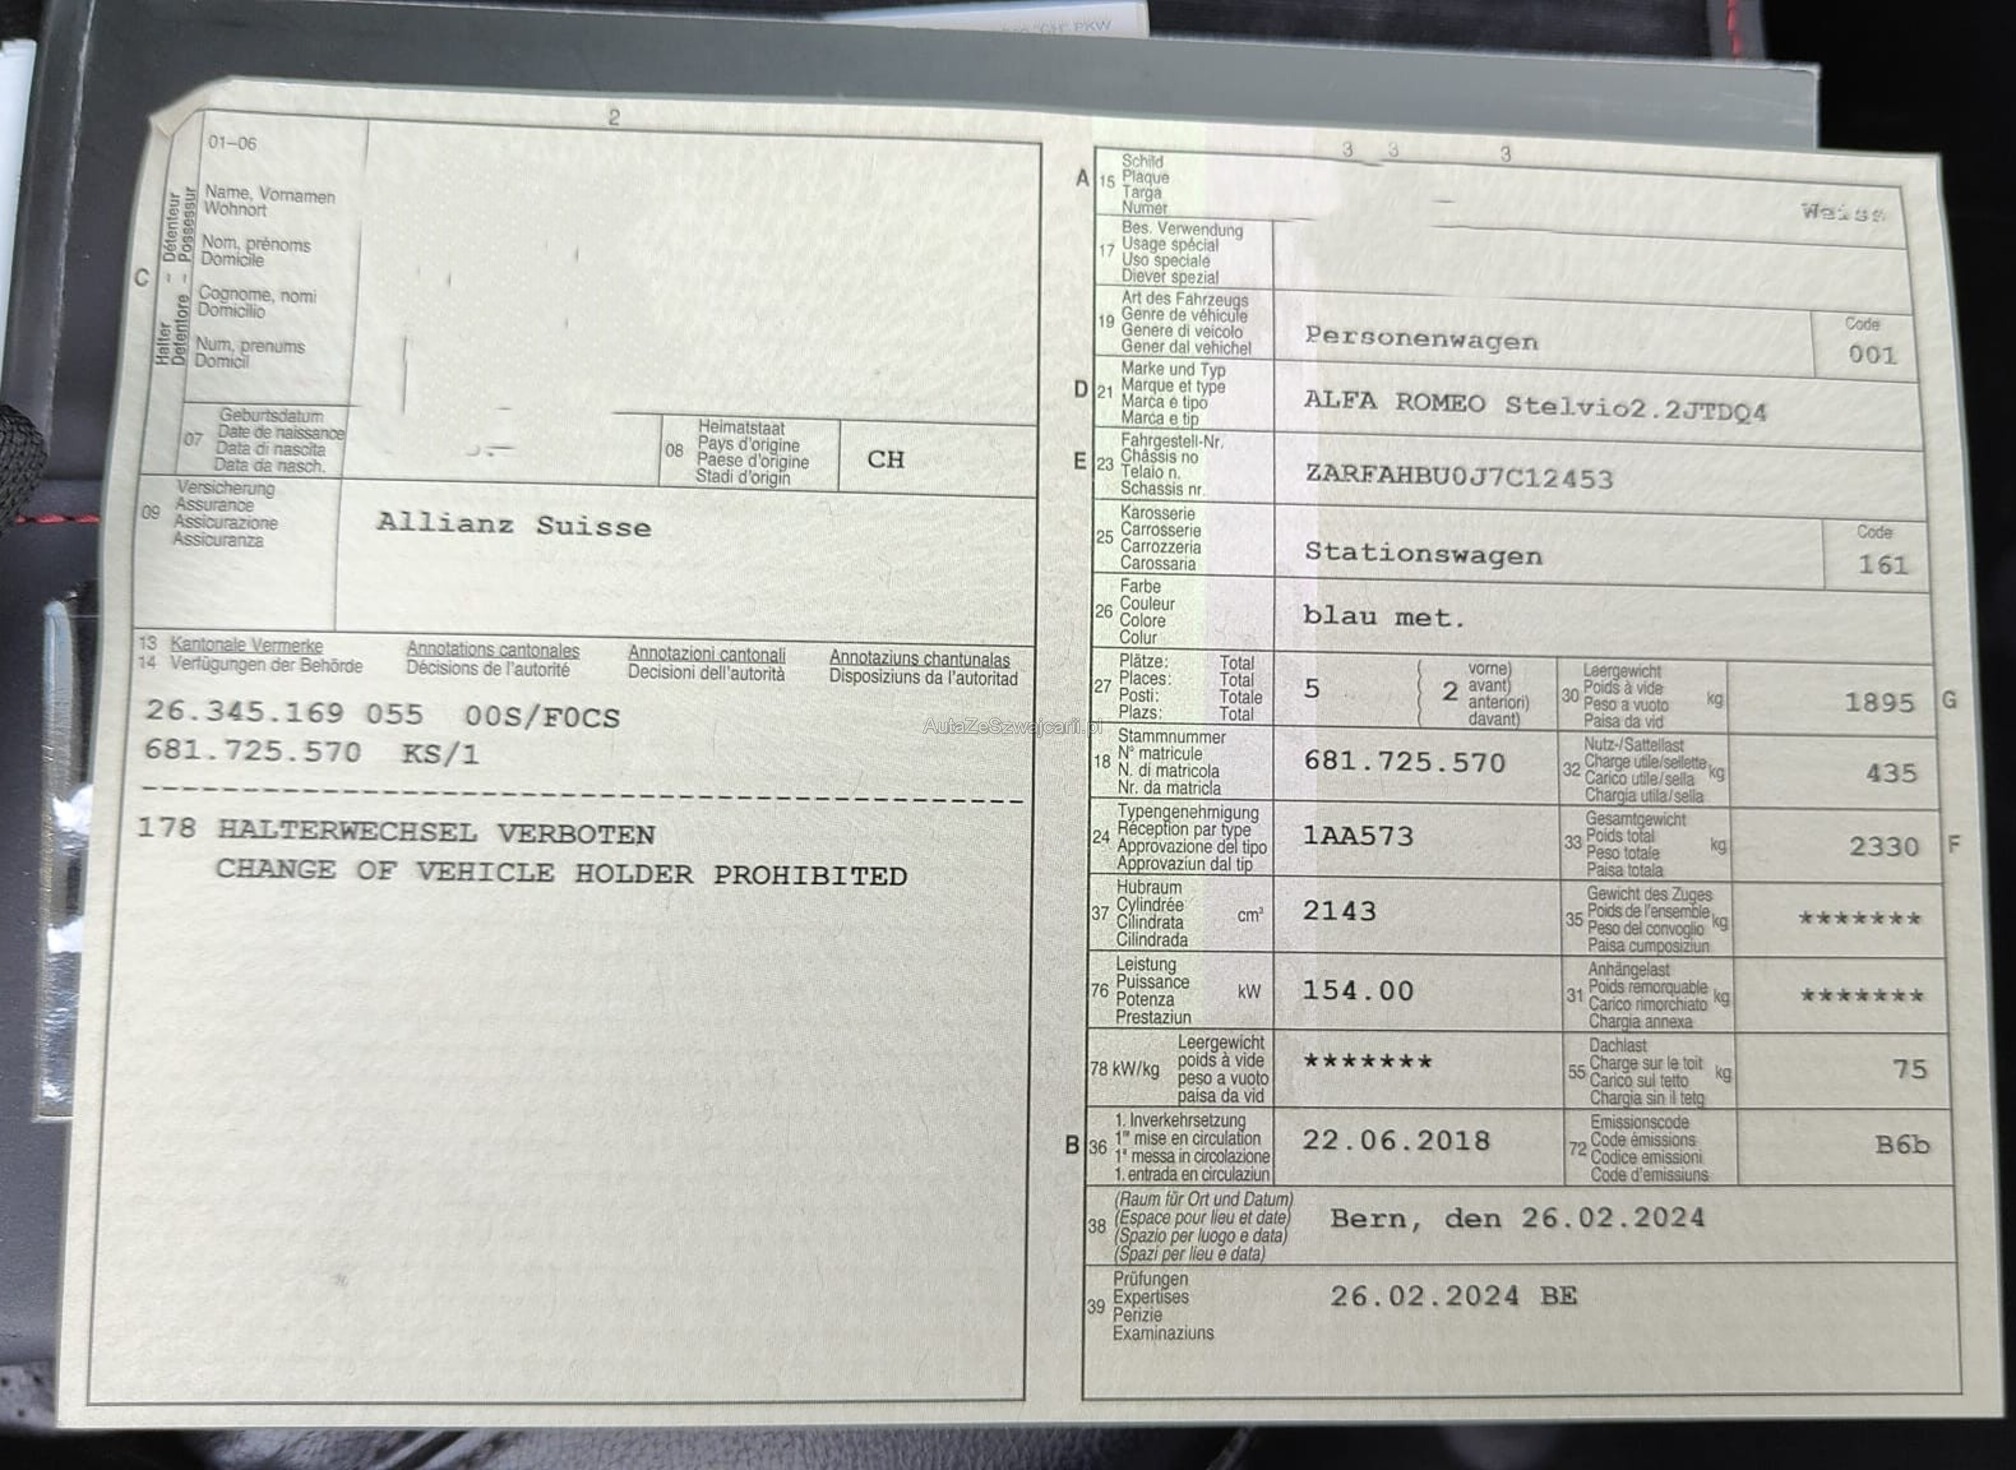 "CH" PKW
2
01–06
Name, Vornamen
Wohnort
Nom, prénoms
Domicile
Cognome, nomi
Domicilio
Num, prenums
Domicil
C
Halter – Détenteur
Detentore – Possessur
07
Geburtsdatum
Date de naissance
Data di nascita
Data da nasch.
08
Heimatstaat
Pays d'origine
Paese d'origine
Stadi d'origin
CH
09
Versicherung
Assurance
Assicurazione
Assicuranza
Allianz Suisse
13 Kantonale Vermerke Annotations cantonales Annotazioni cantonali Annotaziuns chantunalas
14 Verfügungen der Behörde Décisions de l'autorité Decisioni dell'autorità Disposiziuns da l'autoritad
26.345.169 055 00S/F0CS
681.725.570 KS/1
178 HALTERWECHSEL VERBOTEN
CHANGE OF VEHICLE HOLDER PROHIBITED
AutaZeSzwajcarii.pl
3 3 3
A 15
Schild
Plaque
Targa
Numer
Weiss
17
Bes. Verwendung
Usage spécial
Uso speciale
Diever spezial
19
Art des Fahrzeugs
Genre de véhicule
Genere di veicolo
Gener dal vehichel
Personenwagen
Code
001
D 21
Marke und Typ
Marque et type
Marca e tipo
Marca e tip
ALFA ROMEO Stelvio2.2JTDQ4
E 23
Fahrgestell-Nr.
Châssis no
Telaio n.
Schassis nr.
ZARFAHBU0J7C12453
25
Karosserie
Carrosserie
Carrozzeria
Carossaria
Stationswagen
Code
161
26
Farbe
Couleur
Colore
Colur
blau met.
27
Plätze: Total
Places: Total
Posti: Totale
Plazs: Total
5
2
vorne)
avant)
anteriori)
davant)
30
Leergewicht
Poids à vide
Peso a vuoto
Paisa da vid
kg
1895
G
18
Stammnummer
N° matricule
N. di matricola
Nr. da matricla
681.725.570
32
Nutz-/Sattellast
Charge utile/sellette
Carico utile/sella
Chargia utila/sella
kg
435
24
Typengenehmigung
Réception par type
Approvazione del tipo
Approvaziun dal tip
1AA573
33
Gesamtgewicht
Poids total
Peso totale
Paisa totala
kg
2330
F
37
Hubraum
Cylindrée
Cilindrata
Cilindrada
cm³
2143
35
Gewicht des Zuges
Poids de l'ensemble
Peso del convoglio
Paisa cumposiziun
kg
*******
76
Leistung
Puissance
Potenza
Prestaziun
kW
154.00
31
Anhängelast
Poids remorquable
Carico rimorchiato
Chargia annexa
kg
*******
78 kW/kg
Leergewicht
poids à vide
peso a vuoto
paisa da vid
*******
55
Dachlast
Charge sur le toit
Carico sul tetto
Chargia sin il tetg
kg
75
B 36
1. Inverkehrsetzung
1re mise en circulation
1a messa in circolazione
1. entrada en circulaziun
22.06.2018
72
Emissionscode
Code émissions
Codice emissioni
Code d'emissiuns
B6b
38
(Raum für Ort und Datum)
(Espace pour lieu et date)
(Spazio per luogo e data)
(Spazi per lieu e data)
Bern, den 26.02.2024
39
Prüfungen
Expertises
Perizie
Examinaziuns
26.02.2024 BE